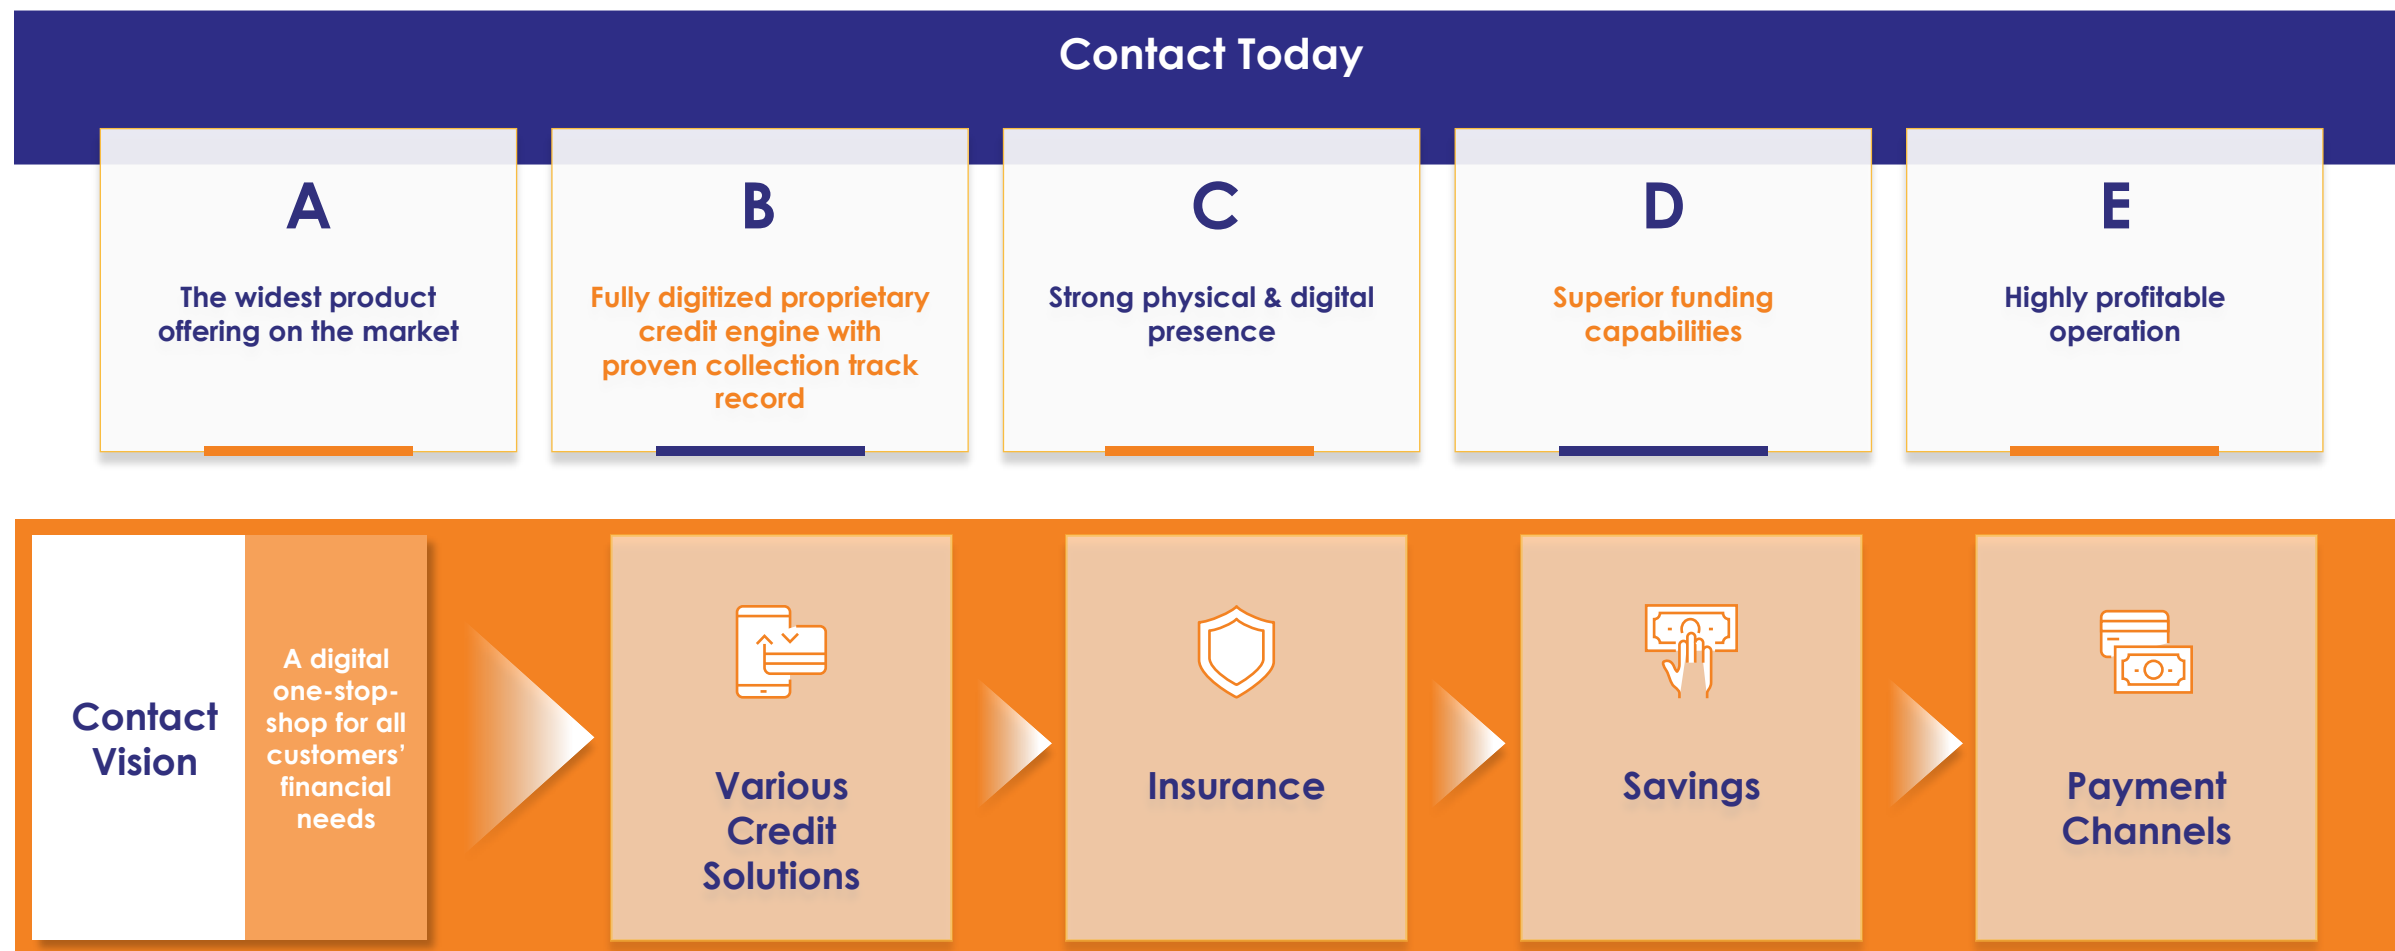 Contact Today
A
The widest product
offering on the market
B
Fully digitized proprietary
credit engine with
proven collection track
record
C
Strong physical & digital
presence
D
Superior funding
capabilities
E
Highly profitable
operation
Contact
Vision
A digital
one-stop-
shop for all
customers’
financial
needs
Various
Credit
Solutions
Insurance
Savings
Payment
Channels